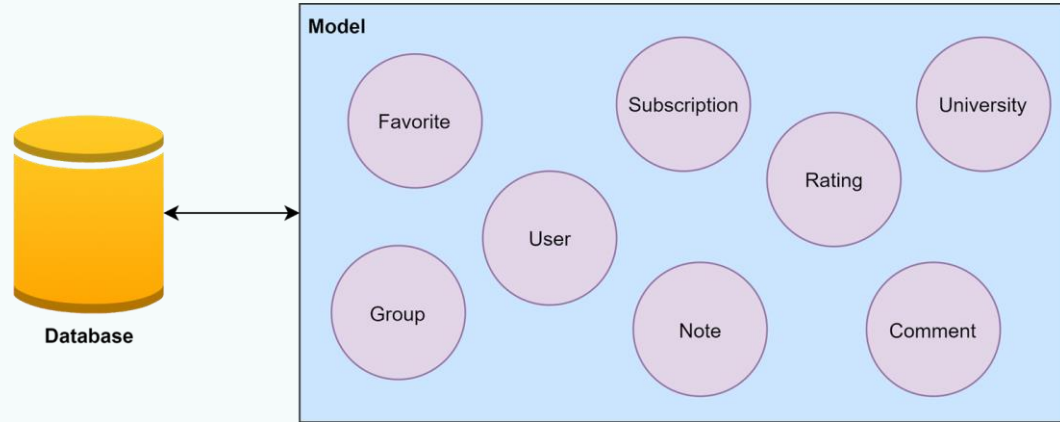 Model
Favorite
Subscription
University
Rating
User
Group
Note
Comment
Database